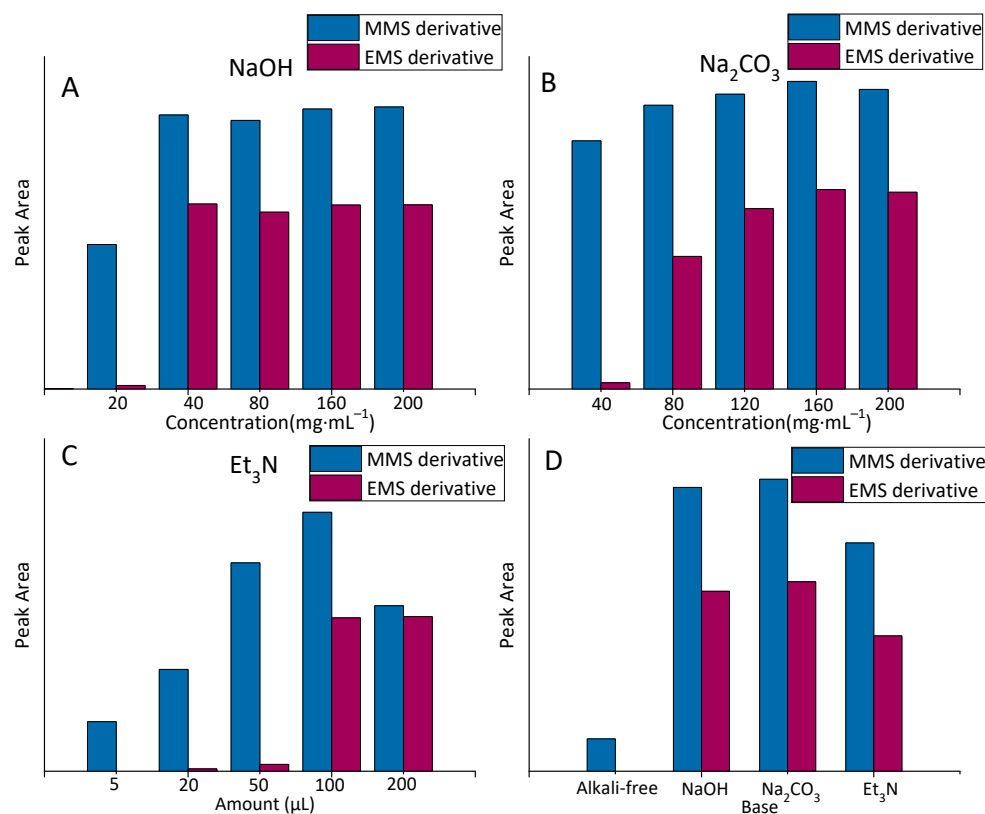 A
NaOH
MMS derivative
EMS derivative
Peak Area
20 40 80 160 200
Concentration(mg·mL⁻¹)
B
Na₂CO₃
MMS derivative
EMS derivative
Peak Area
40 80 120 160 200
Concentration(mg·mL⁻¹)
C
Et₃N
MMS derivative
EMS derivative
Peak Area
5 20 50 100 200
Amount (μL)
D
MMS derivative
EMS derivative
Peak Area
Alkali-free NaOH Na₂CO₃ Et₃N
Base